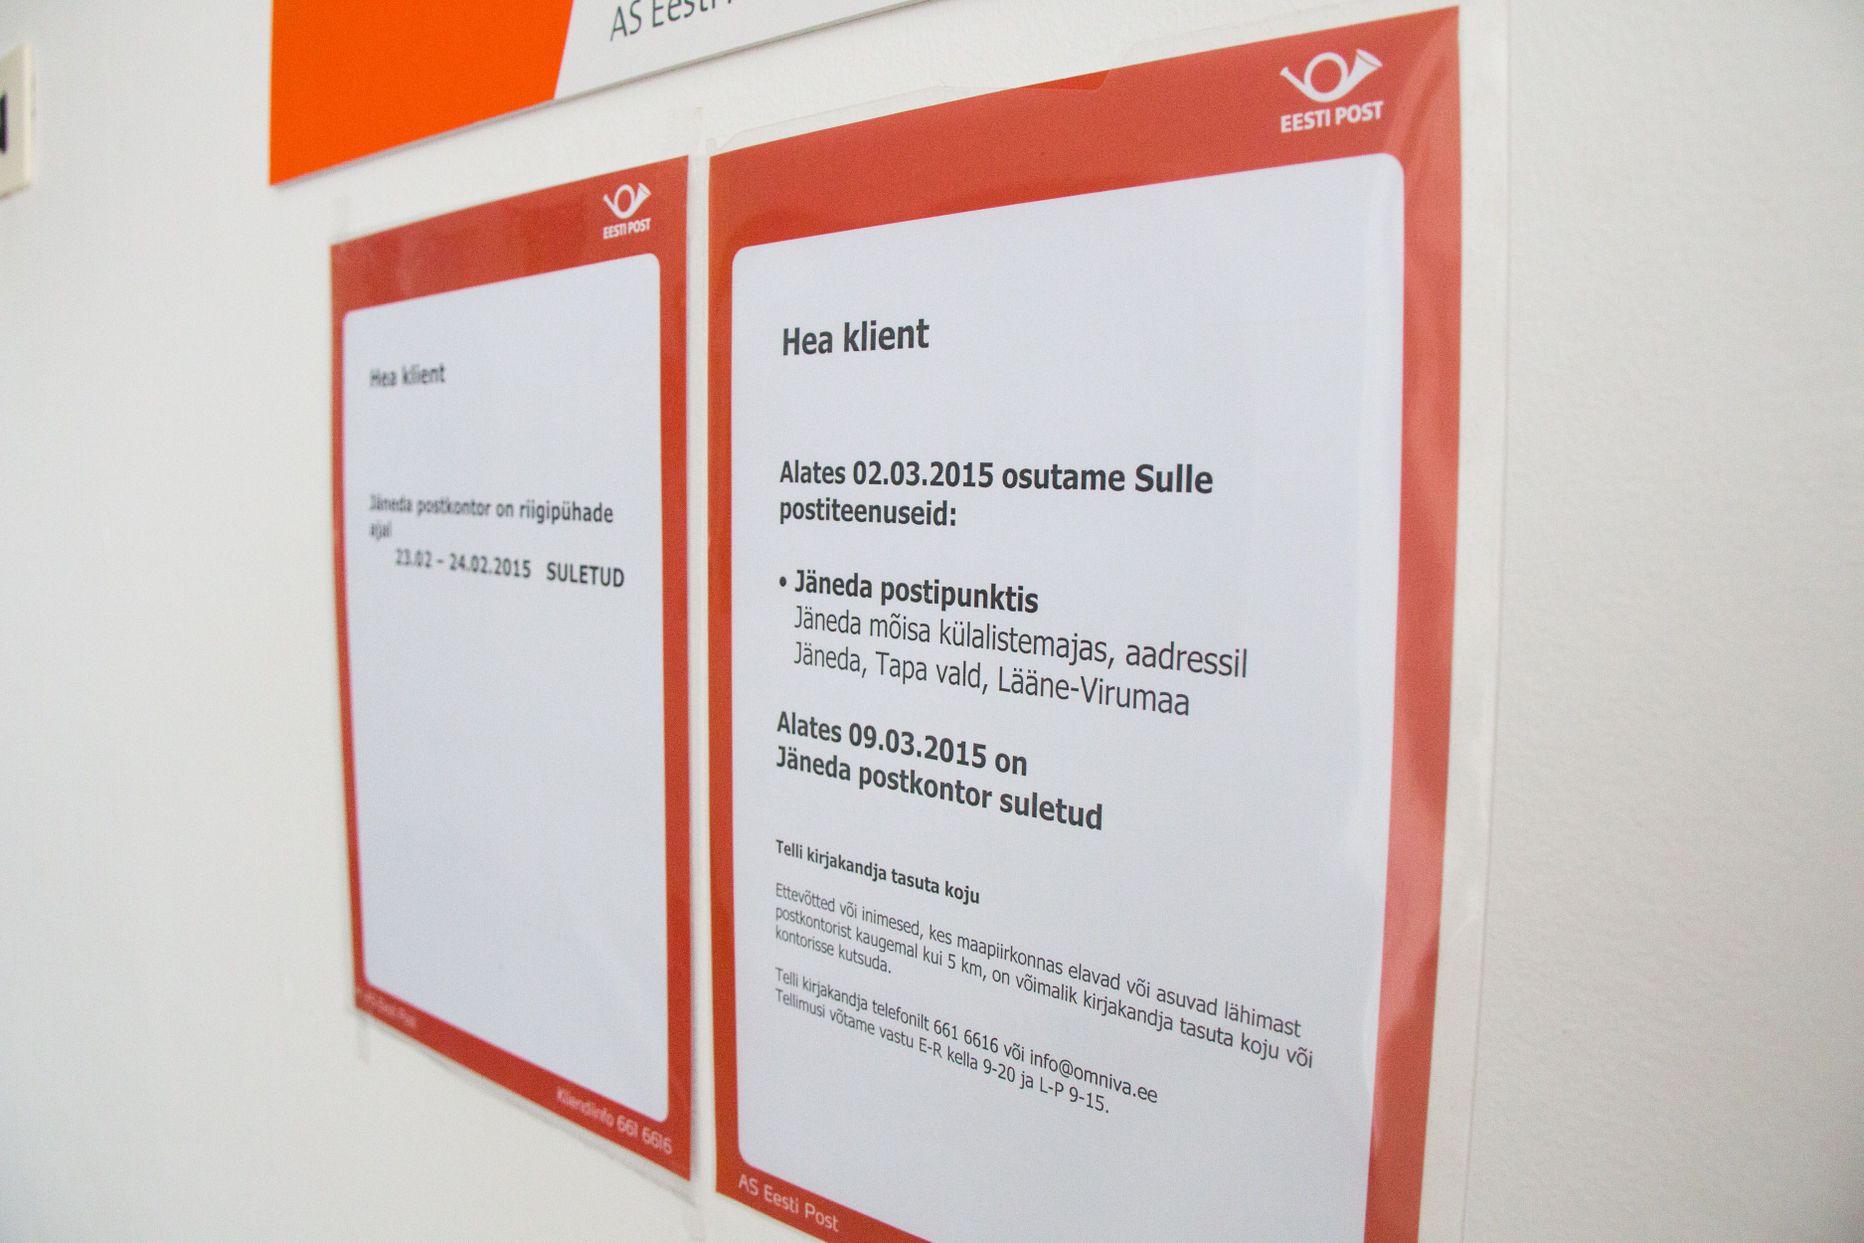 AS Eesti
EESTI POST
Hea klient
Jäneda postkontor on riigipühade
ajal
23.02 – 24.02.2015 SULETUD
AS Eesti Post
Kliendiinfo 661 6616
EESTI POST
Hea klient
Alates 02.03.2015 osutame Sulle
postiteenuseid:
• Jäneda postipunktis
Jäneda mõisa külalistemajas, aadressil
Jäneda, Tapa vald, Lääne-Virumaa
Alates 09.03.2015 on
Jäneda postkontor suletud
Telli kirjakandja tasuta koju
Ettevõtted või inimesed, kes maapiirkonnas elavad või asuvad lähimast
postkontorist kaugemal kui 5 km, on võimalik kirjakandja tasuta koju või
kontorisse kutsuda.
Telli kirjakandja telefonilt 661 6616 või info@omniva.ee
Tellimusi võtame vastu E-R kella 9-20 ja L-P 9-15.
AS Eesti Post